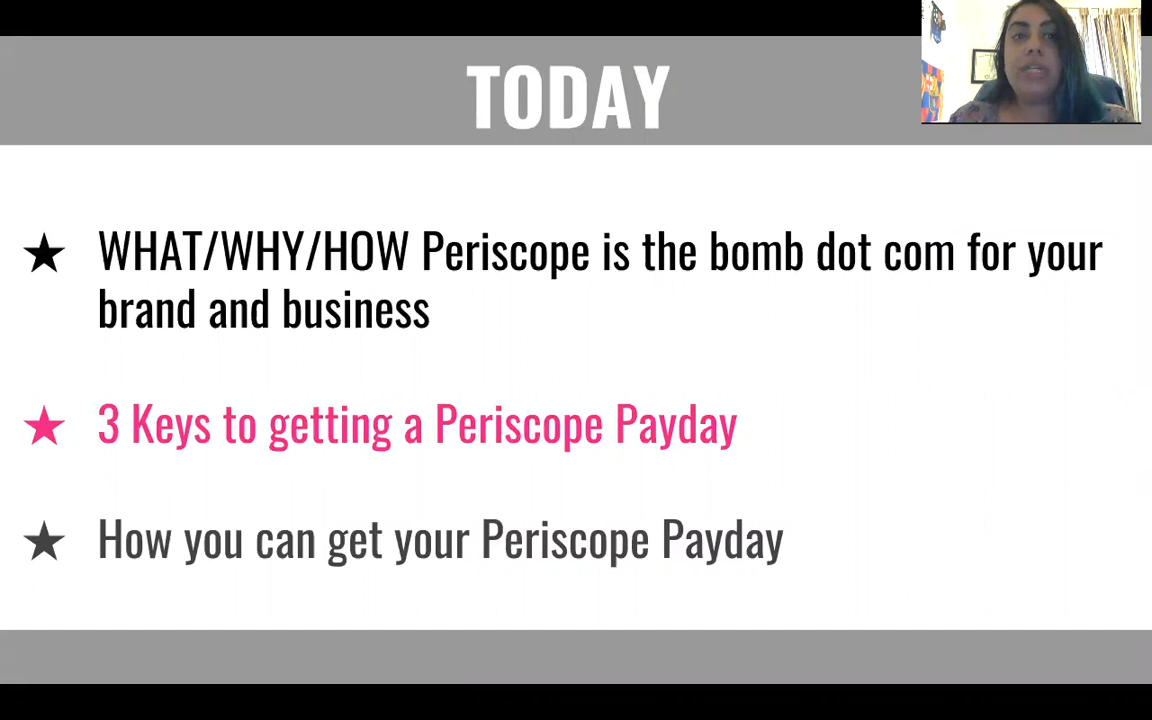 TODAY
★ WHAT/WHY/HOW Periscope is the bomb dot com for your
brand and business
★ 3 Keys to getting a Periscope Payday
★ How you can get your Periscope Payday